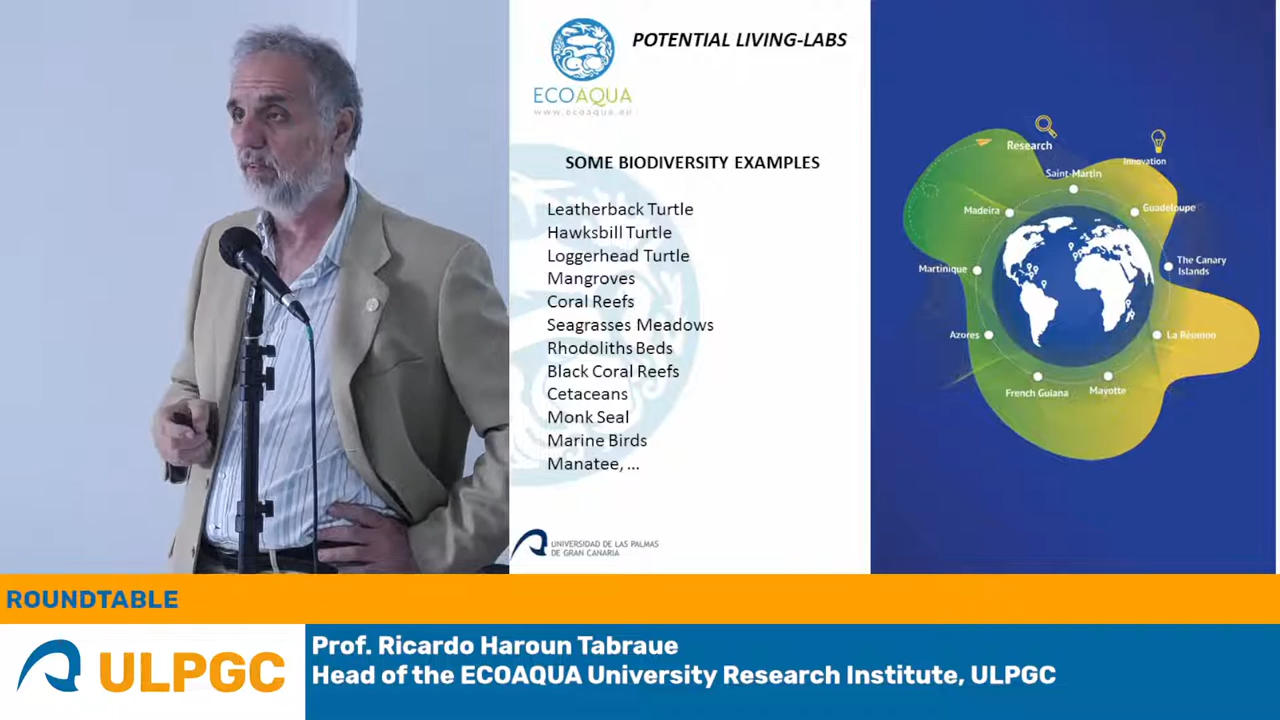 POTENTIAL LIVING-LABS
ECOAQUA
www.ecoaqua.eu
SOME BIODIVERSITY EXAMPLES
Leatherback Turtle
Hawksbill Turtle
Loggerhead Turtle
Mangroves
Coral Reefs
Seagrasses Meadows
Rhodoliths Beds
Black Coral Reefs
Cetaceans
Monk Seal
Marine Birds
Manatee, ...
UNIVERSIDAD DE LAS PALMAS
DE GRAN CANARIA
Research
Innovation
Saint-Martin
Madeira
Guadeloupe
Martinique
The Canary
Islands
Azores
La Réunion
French Guiana
Mayotte
ROUNDTABLE
ULPGC
Prof. Ricardo Haroun Tabraue
Head of the ECOAQUA University Research Institute, ULPGC